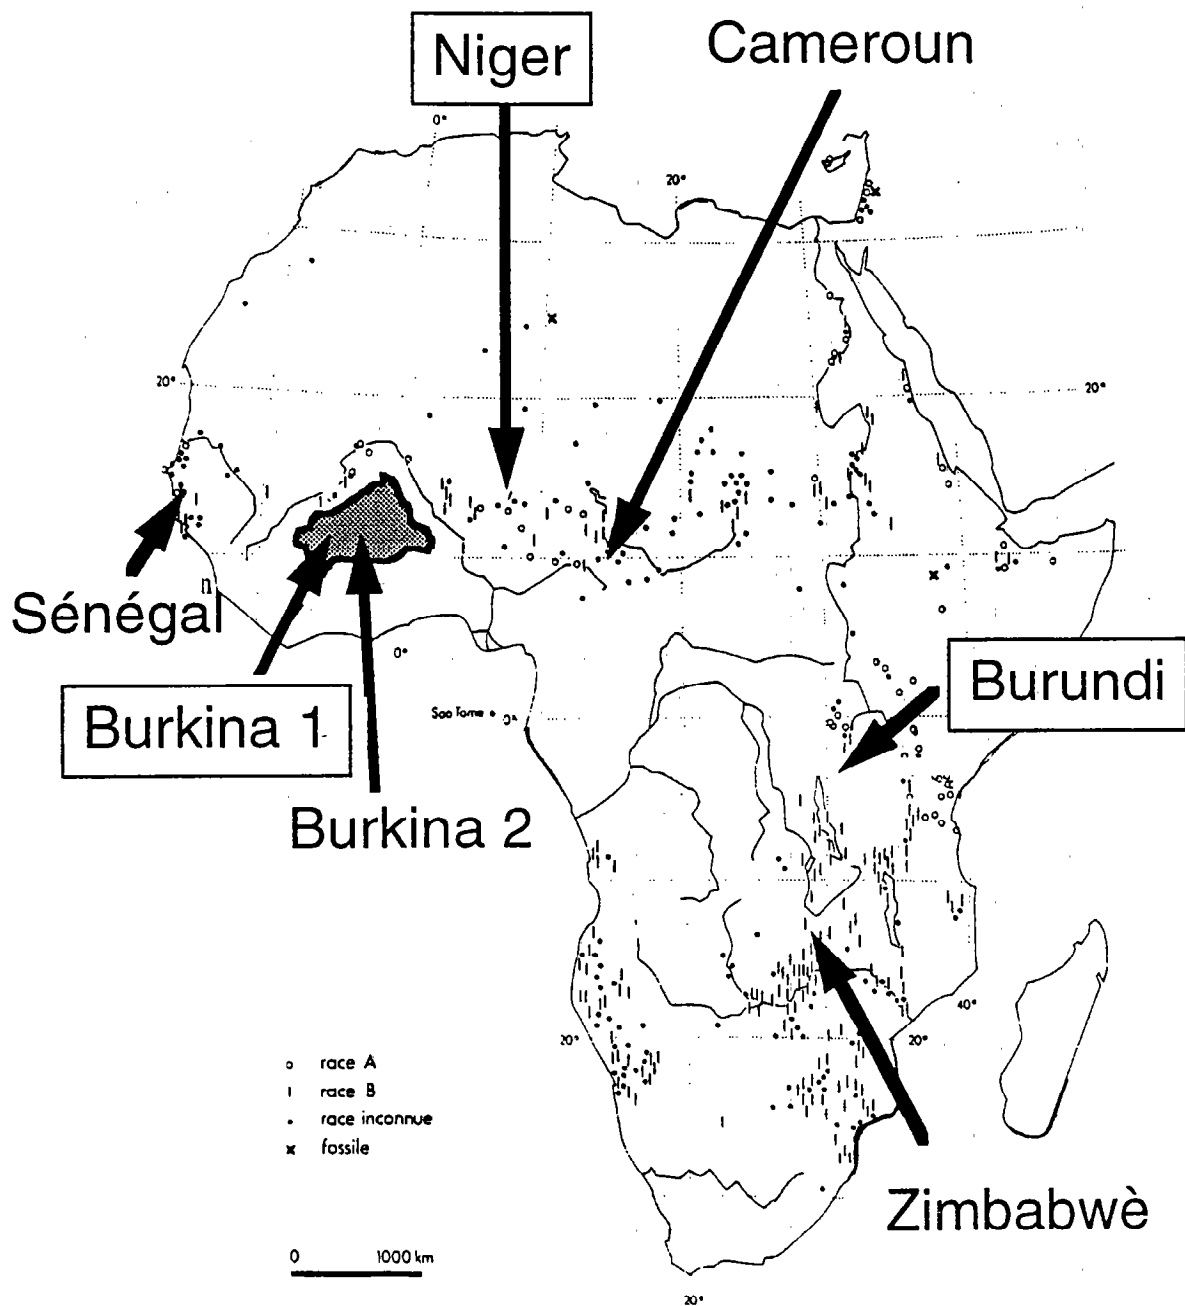 Niger
Cameroun
0°
20°
20°
20°
n
Sénégal
0°
Burundi
Sao Tome
0°
Burkina 1
Burkina 2
40°
20°
20°
o race A
ı race B
• race inconnue
x fossile
Zimbabwè
0 1000 km
20°